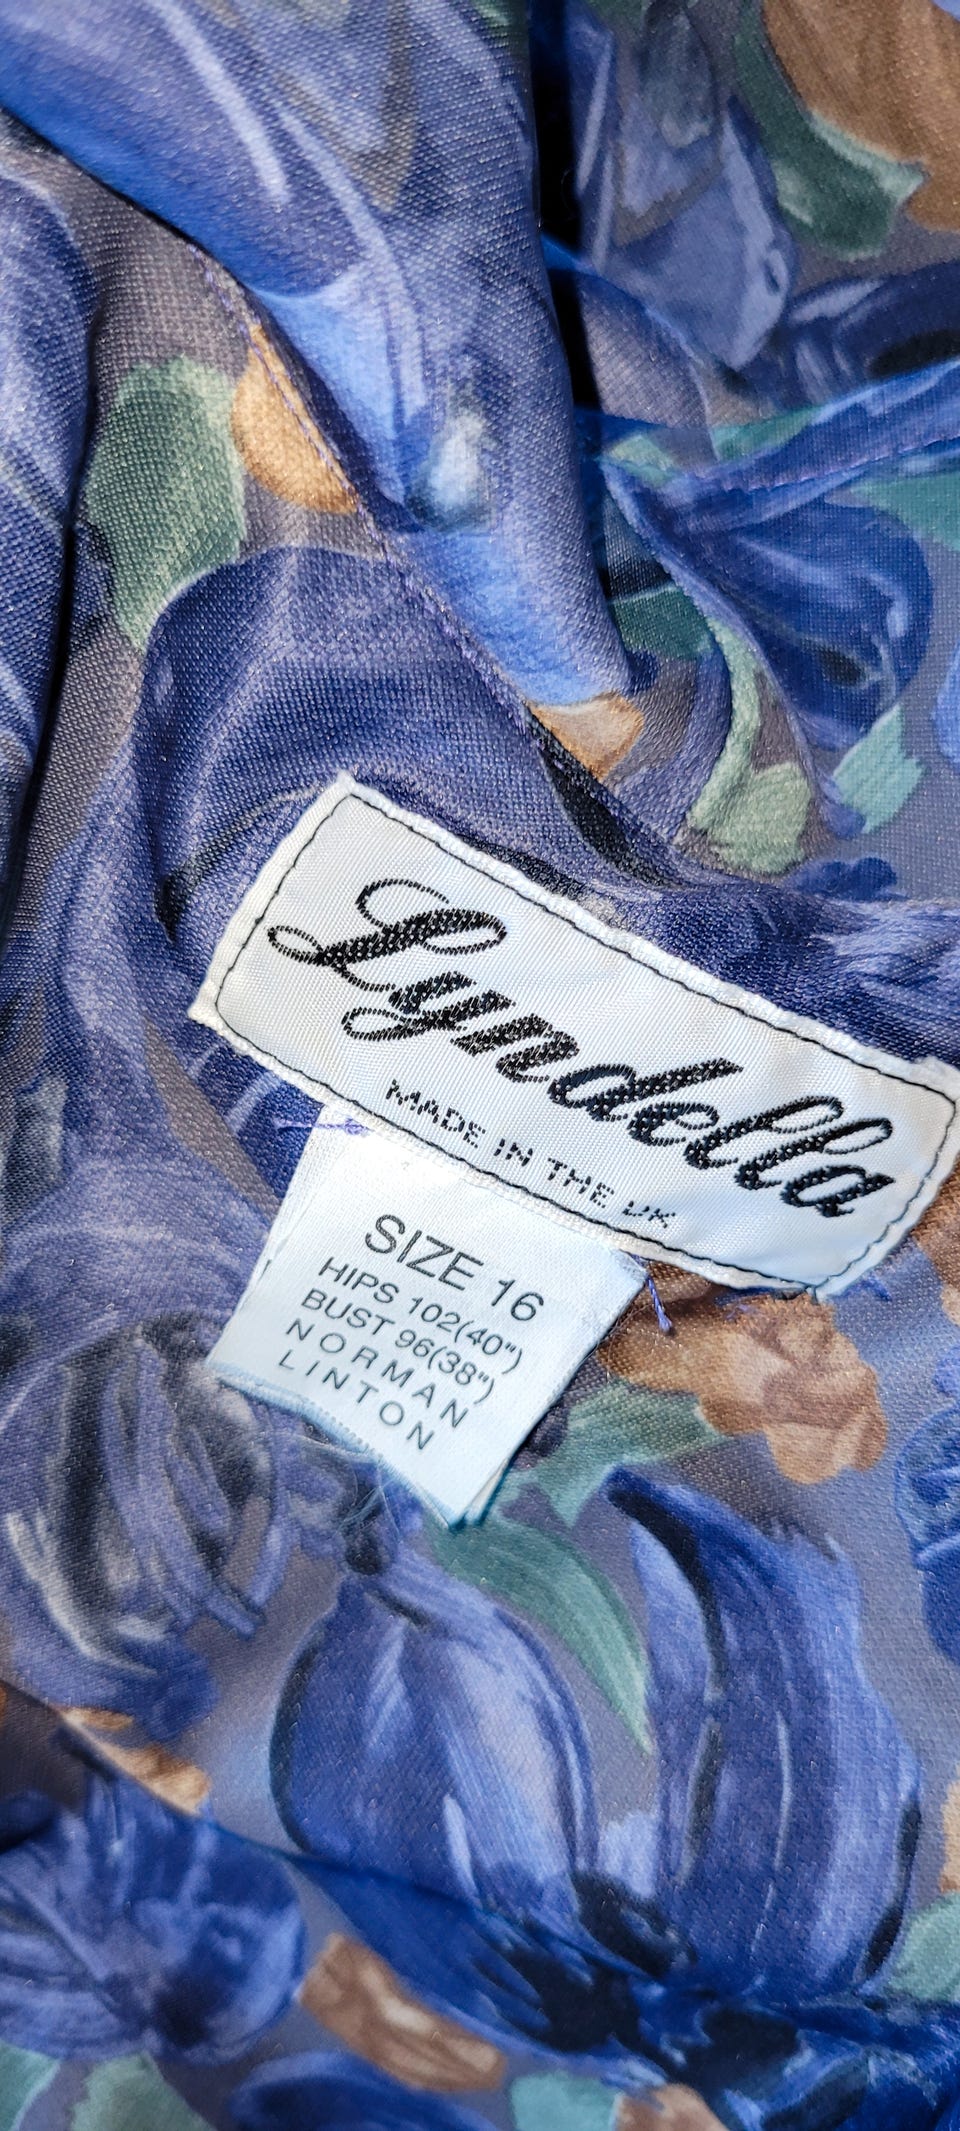 Lyndella
MADE IN THE UK
SIZE 16
HIPS 102(40")
BUST 96(38")
NORMAN
LINTON